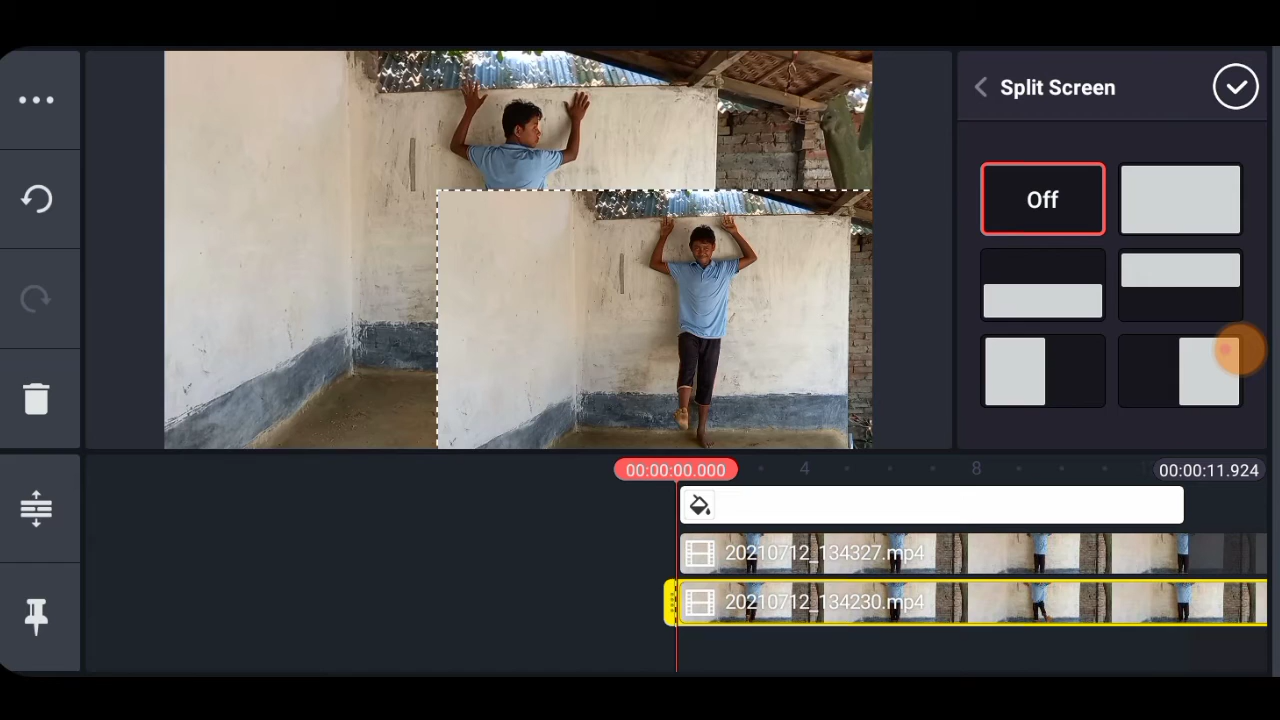 Split Screen
Off
00:00:00.000
4
8
00:00:11.924
20210712_134327.mp4
20210712_134230.mp4